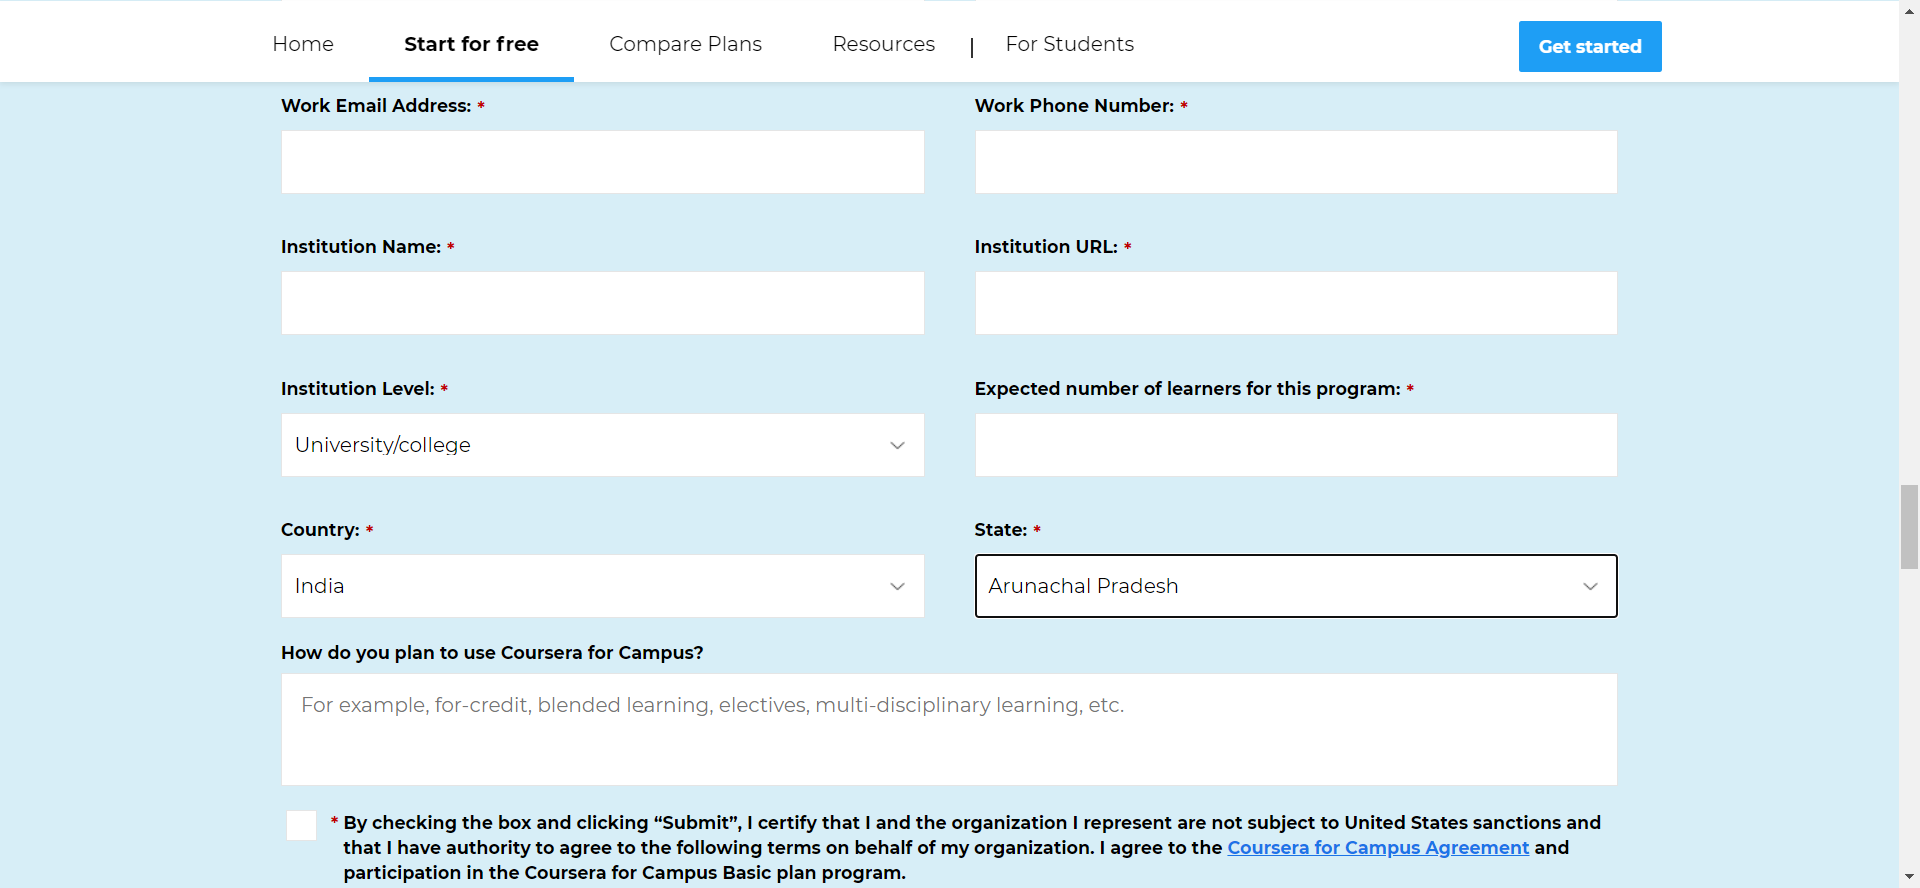 Home
Start for free
Compare Plans
Resources
|
For Students
Get started
Work Email Address: *
Work Phone Number: *
Institution Name: *
Institution URL: *
Institution Level: *
Expected number of learners for this program: *
University/college
Country: *
State: *
India
Arunachal Pradesh
How do you plan to use Coursera for Campus?
For example, for-credit, blended learning, electives, multi-disciplinary learning, etc.
* By checking the box and clicking “Submit”, I certify that I and the organization I represent are not subject to United States sanctions and
that I have authority to agree to the following terms on behalf of my organization. I agree to the Coursera for Campus Agreement and
participation in the Coursera for Campus Basic plan program.